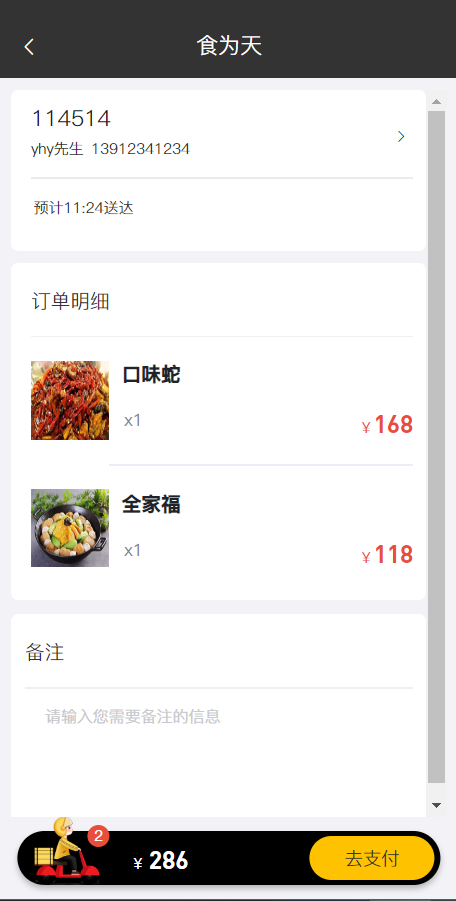 食为天
114514
yhy先生 13912341234
预计11:24送达
订单明细
口味蛇
x1
¥168
全家福
x1
¥118
备注
请输入您需要备注的信息
2
¥ 286
去支付